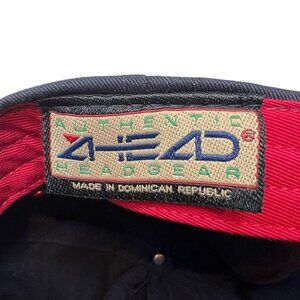 AUTHENTIC
AHEAD®
HEADGEAR
MADE IN DOMINICAN REPUBLIC